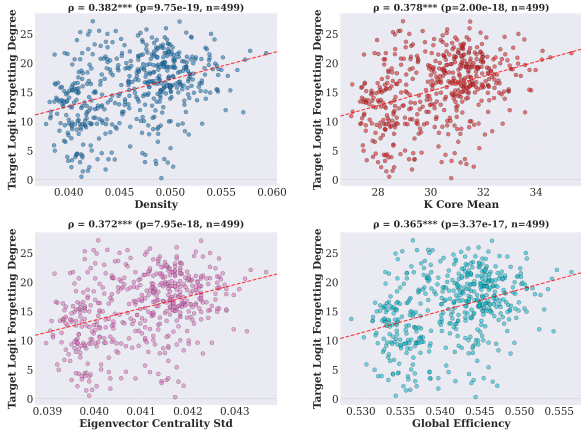 ρ = 0.382*** (p=9.75e-19, n=499)
Target Logit Forgetting Degree
25
20
15
10
5
0
0.040 0.045 0.050 0.055 0.060
Density
ρ = 0.378*** (p=2.00e-18, n=499)
Target Logit Forgetting Degree
25
20
15
10
5
0
28 30 32 34
K Core Mean
ρ = 0.372*** (p=7.95e-18, n=499)
Target Logit Forgetting Degree
25
20
15
10
5
0
0.039 0.040 0.041 0.042 0.043
Eigenvector Centrality Std
ρ = 0.365*** (p=3.37e-17, n=499)
Target Logit Forgetting Degree
25
20
15
10
5
0
0.530 0.535 0.540 0.545 0.550 0.555
Global Efficiency